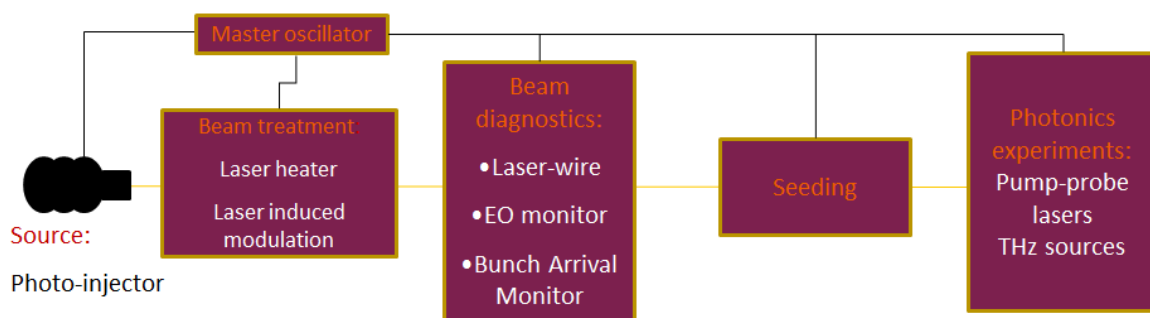 Master oscillator
Source:
Photo-injector
Beam treatment:
Laser heater
Laser induced
modulation
Beam
diagnostics:
•Laser-wire
•EO monitor
•Bunch Arrival
Monitor
Seeding
Photonics
experiments:
Pump-probe
lasers
THz sources